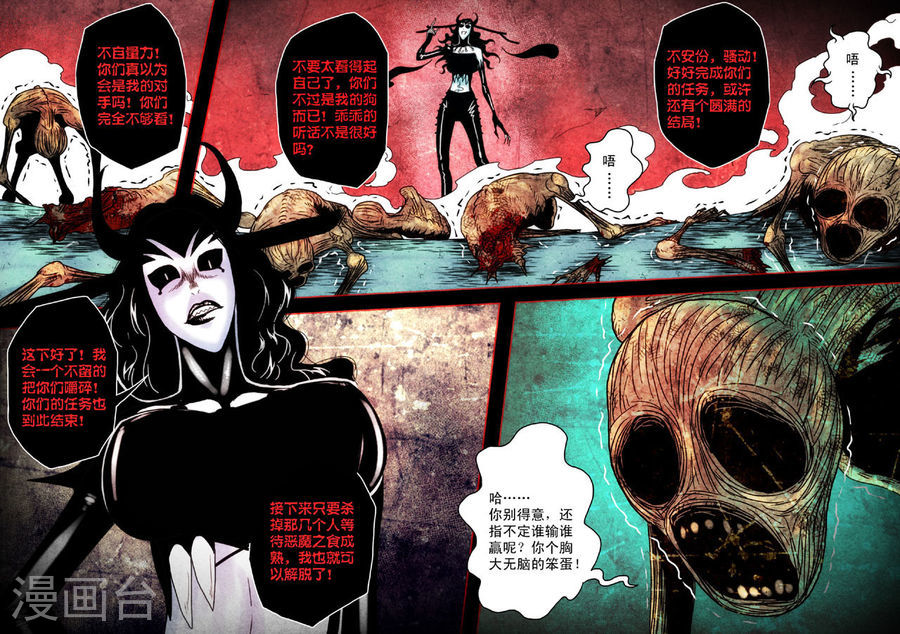 不自量力！
你们真以为
会是我的对
手吗！你们
完全不够看！
不要太看得起
自己了，你们
不过是我的狗
而已！乖乖的
听话不是很好
吗？
不安份，骚动！
好好完成你们
的任务，或许
还有个圆满的
结局！
唔
……
唔
……
这下好了！我
会一个不留的
把你们嚼碎！
你们的任务也
到此结束！
接下来只要杀
掉那几个人等
待恶魔之食成
熟，我也就可
以解脱了！
哈……
你别得意，还
指不定谁输谁
赢呢？你个胸
大无脑的笨蛋！
漫画台